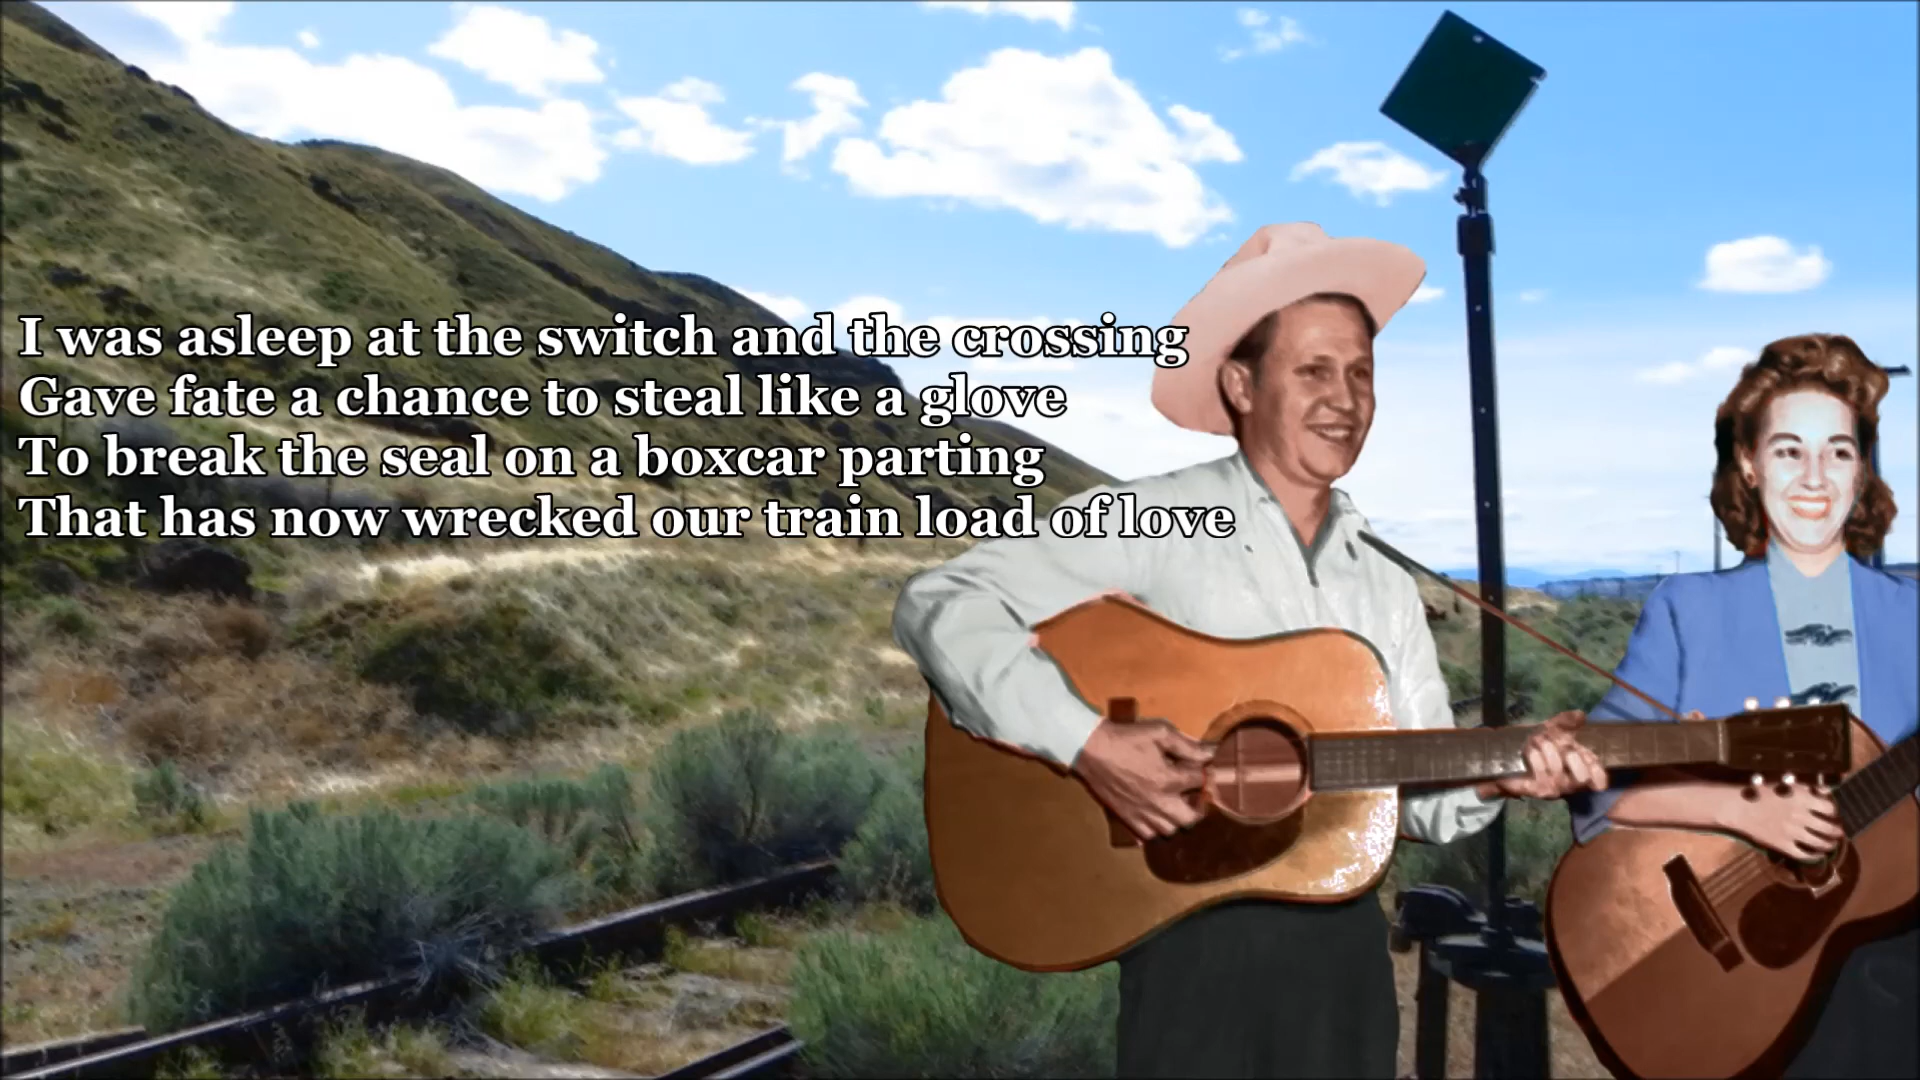 I was asleep at the switch and the crossing
Gave fate a chance to steal like a glove
To break the seal on a boxcar parting
That has now wrecked our train load of love